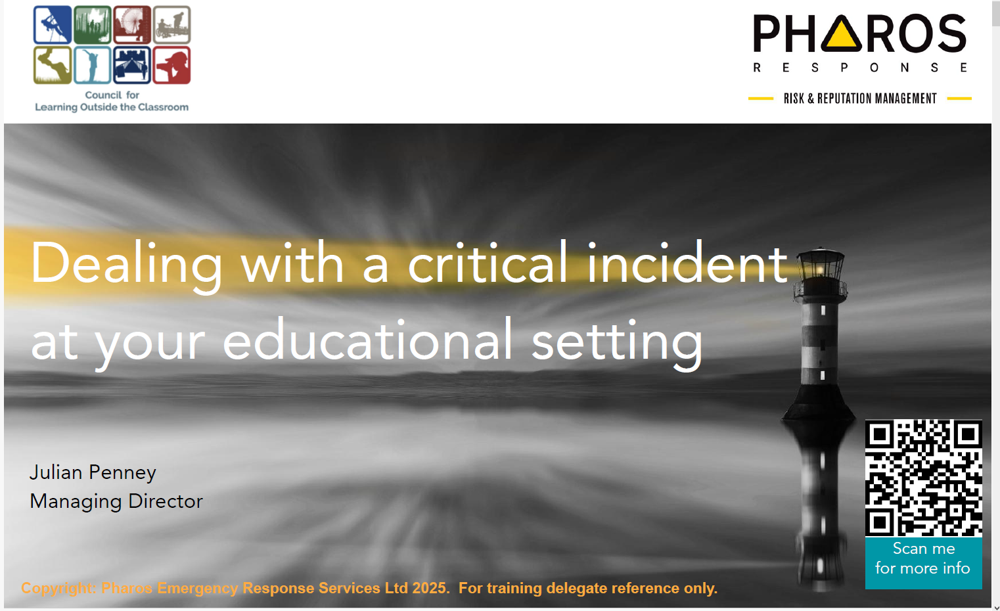 Council for
Learning Outside the Classroom
PHAROS
RESPONSE
RISK & REPUTATION MANAGEMENT
Dealing with a critical incident
at your educational setting
Julian Penney
Managing Director
Scan me
for more info
Copyright: Pharos Emergency Response Services Ltd 2025.  For training delegate reference only.